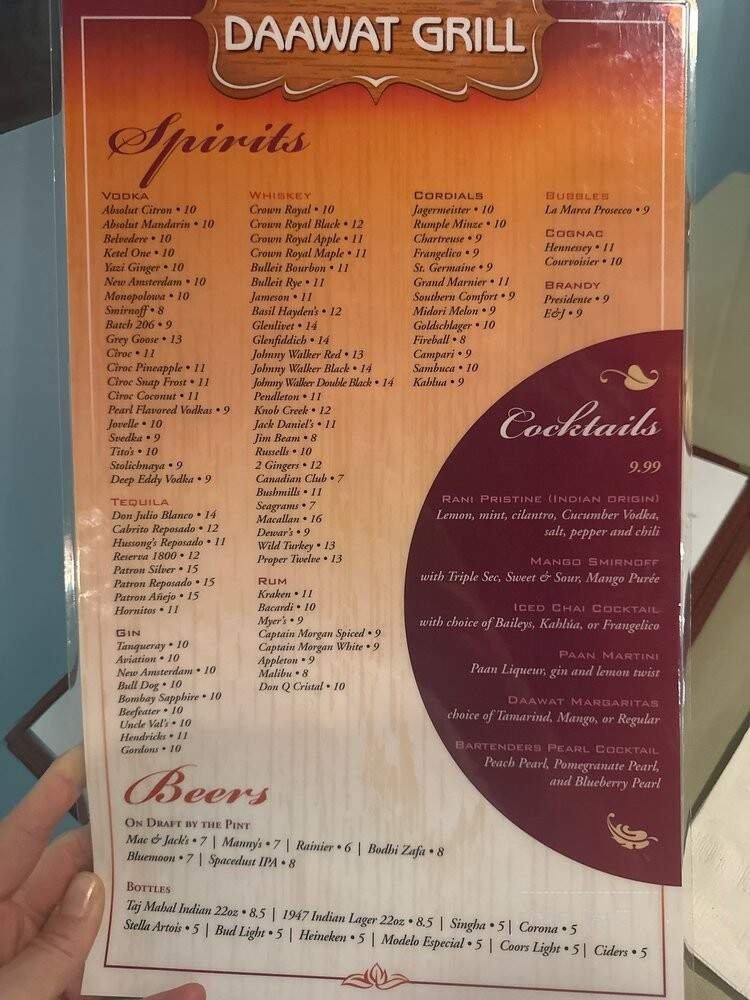 DAAWAT GRILL
Spirits
VODKA
Absolut Citron • 10
Absolut Mandarin • 10
Belvedere • 10
Ketel One • 10
Yazi Ginger • 10
New Amsterdam • 10
Monopolowa • 10
Smirnoff • 8
Batch 206 • 9
Grey Goose • 13
Cîroc • 11
Cîroc Pineapple • 11
Cîroc Snap Frost • 11
Cîroc Coconut • 11
Pearl Flavored Vodkas • 9
Jovelle • 10
Svedka • 9
Tito's • 10
Stolichnaya • 9
Deep Eddy Vodka • 9
TEQUILA
Don Julio Blanco • 14
Cabrito Reposado • 12
Hussong's Reposado • 11
Reserva 1800 • 12
Patron Silver • 15
Patron Reposado • 15
Patron Añejo • 15
Hornitos • 11
GIN
Tanqueray • 10
Aviation • 10
New Amsterdam • 10
Bull Dog • 10
Bombay Sapphire • 10
Beefeater • 10
Uncle Val's • 10
Hendricks • 11
Gordons • 10
WHISKEY
Crown Royal • 10
Crown Royal Black • 12
Crown Royal Apple • 11
Crown Royal Maple • 11
Bulleit Bourbon • 11
Bulleit Rye • 11
Jameson • 11
Basil Hayden's • 12
Glenlivet • 14
Glenfiddich • 14
Johnny Walker Red • 13
Johnny Walker Black • 14
Johnny Walker Double Black • 14
Pendleton • 11
Knob Creek • 12
Jack Daniel's • 11
Jim Beam • 8
Russells • 10
2 Gingers • 12
Canadian Club • 7
Bushmills • 11
Seagrams • 7
Macallan • 16
Dewar's • 9
Wild Turkey • 13
Proper Twelve • 13
RUM
Kraken • 11
Bacardi • 10
Myer's • 9
Captain Morgan Spiced • 9
Captain Morgan White • 9
Appleton • 9
Malibu • 8
Don Q Cristal • 10
CORDIALS
Jagermeister • 10
Rumple Minze • 10
Chartreuse • 9
Frangelico • 9
St. Germaine • 9
Grand Marnier • 11
Southern Comfort • 9
Midori Melon • 9
Goldschlager • 10
Fireball • 8
Campari • 9
Sambuca • 10
Kahlua • 9
BUBBLES
La Marca Prosecco • 9
COGNAC
Hennessey • 11
Courvoisier • 10
BRANDY
Presidente • 9
E&J • 9
Cocktails
9.99
RANI PRISTINE (INDIAN ORIGIN)
Lemon, mint, cilantro, Cucumber Vodka,
salt, pepper and chili
MANGO SMIRNOFF
with Triple Sec, Sweet & Sour, Mango Purée
ICED CHAI COCKTAIL
with choice of Baileys, Kahlúa, or Frangelico
PAAN MARTINI
Paan Liqueur, gin and lemon twist
DAAWAT MARGARITAS
choice of Tamarind, Mango, or Regular
BARTENDERS PEARL COCKTAIL
Peach Pearl, Pomegranate Pearl,
and Blueberry Pearl
Beers
ON DRAFT BY THE PINT
Mac & Jack's • 7 | Manny's • 7 | Rainier • 6 | Bodhi Zafa • 8
Bluemoon • 7 | Spacedust IPA • 8
BOTTLES
Taj Mahal Indian 22oz • 8.5 | 1947 Indian Lager 22oz • 8.5 | Singha • 5 | Corona • 5
Stella Artois • 5 | Bud Light • 5 | Heineken • 5 | Modelo Especial • 5 | Coors Light • 5 | Ciders • 5